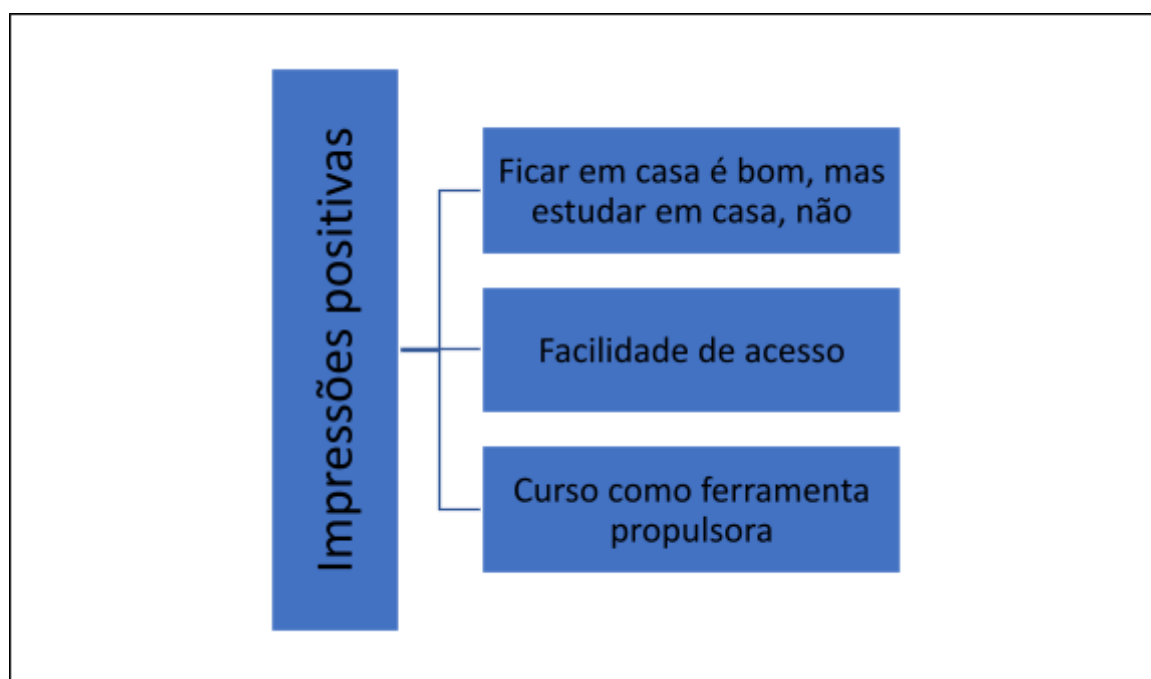 Impressões positivas
Ficar em casa é bom, mas
estudar em casa, não
Facilidade de acesso
Curso como ferramenta
propulsora